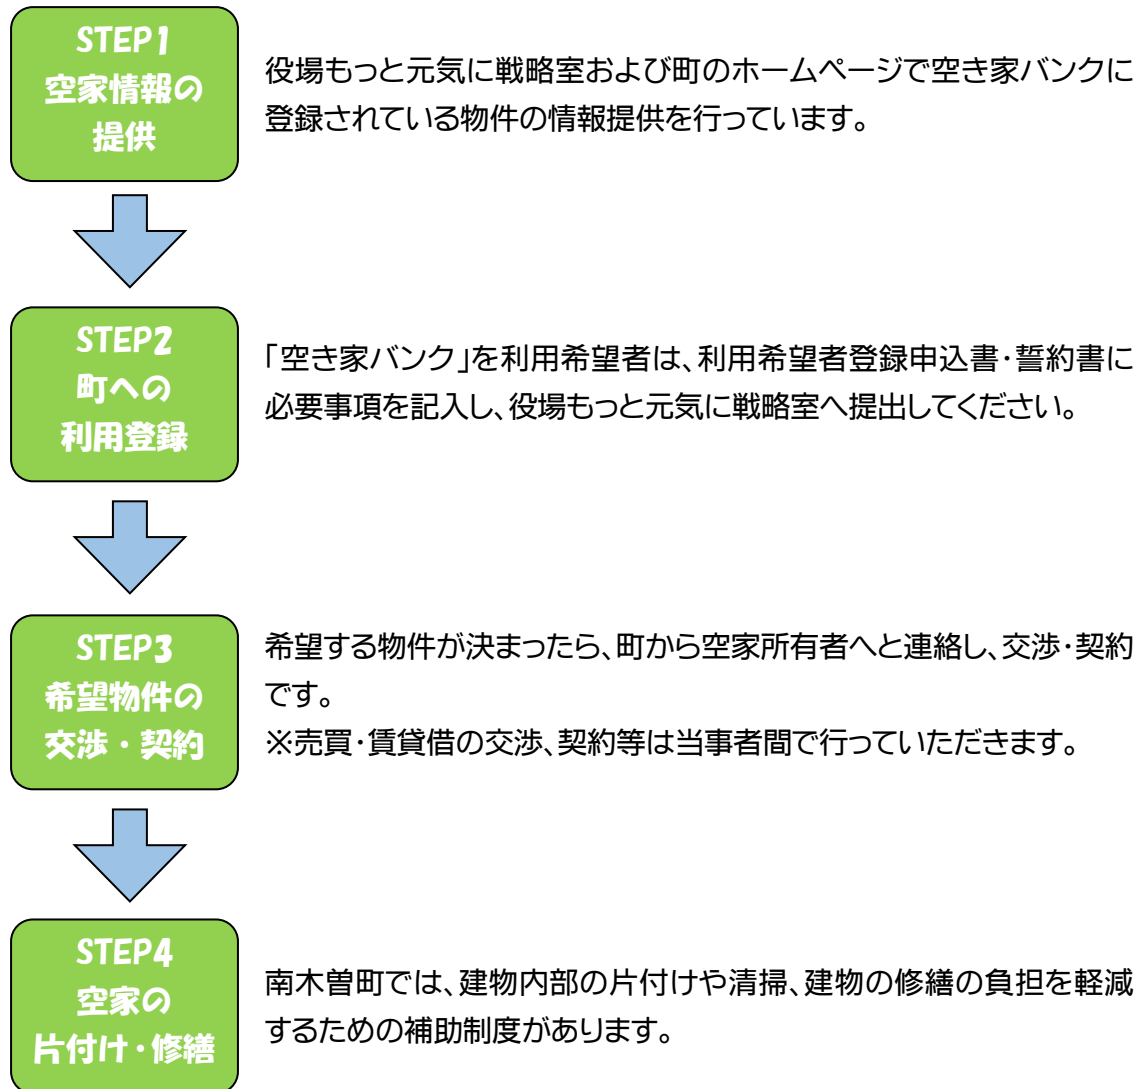 STEP1
空家情報の
提供
役場もっと元気に戦略室および町のホームページで空き家バンクに
登録されている物件の情報提供を行っています。
STEP2
町への
利用登録
「空き家バンク」を利用希望者は、利用希望者登録申込書・誓約書に
必要事項を記入し、役場もっと元気に戦略室へ提出してください。
STEP3
希望物件の
交渉・契約
希望する物件が決まったら、町から空家所有者へと連絡し、交渉・契約
です。
※売買・賃貸借の交渉、契約等は当事者間で行っていただきます。
STEP4
空家の
片付け・修繕
南木曽町では、建物内部の片付けや清掃、建物の修繕の負担を軽減
するための補助制度があります。